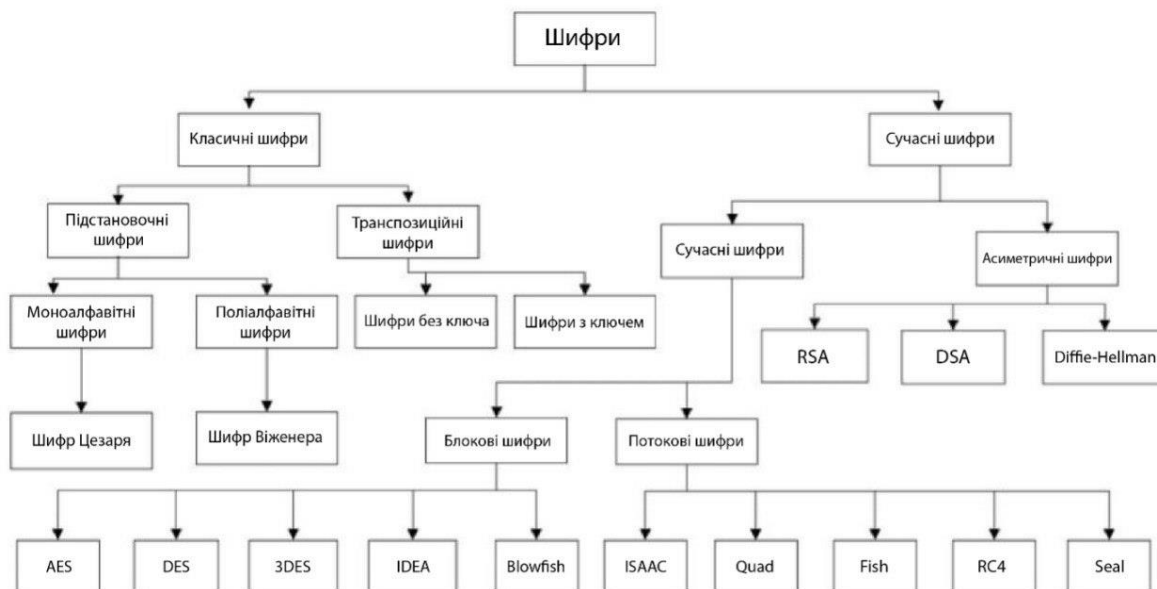 Шифри
Класичні шифри
Сучасні шифри
Підстановочні
шифри
Транспозиційні
шифри
Сучасні шифри
Асиметричні шифри
Моноалфавітні
шифри
Поліалфавітні
шифри
Шифри без ключа
Шифри з ключем
RSA
DSA
Diffie-Hellman
Шифр Цезаря
Шифр Віженера
Блокові шифри
Потокові шифри
AES
DES
3DES
IDEA
Blowfish
ISAAC
Quad
Fish
RC4
Seal